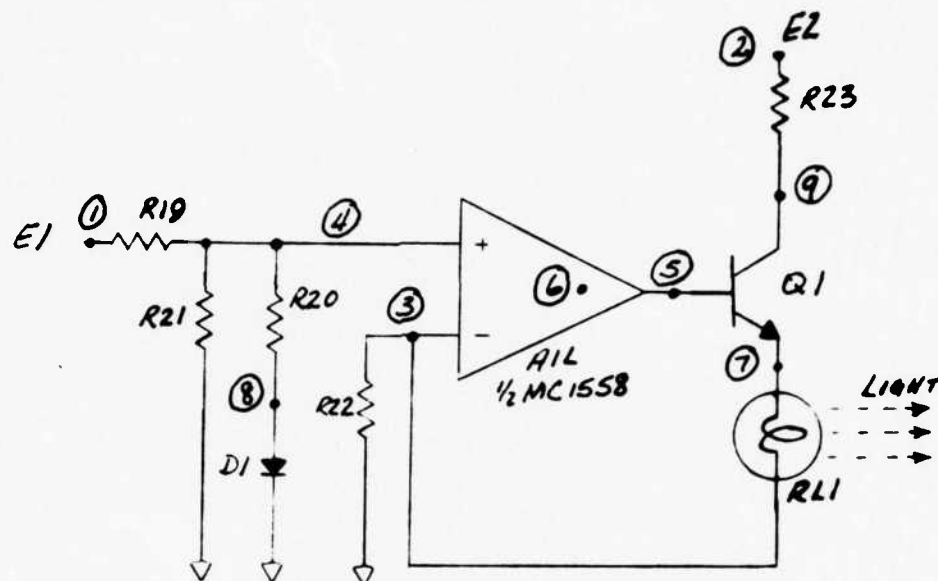 ② E2
R23
⑨
① R19
E1
④
+
⑥
⑤
Q1
R21
R20
③
−
A1L
½ MC1558
⑦
LIGHT
⑧
R22
D1
RL1